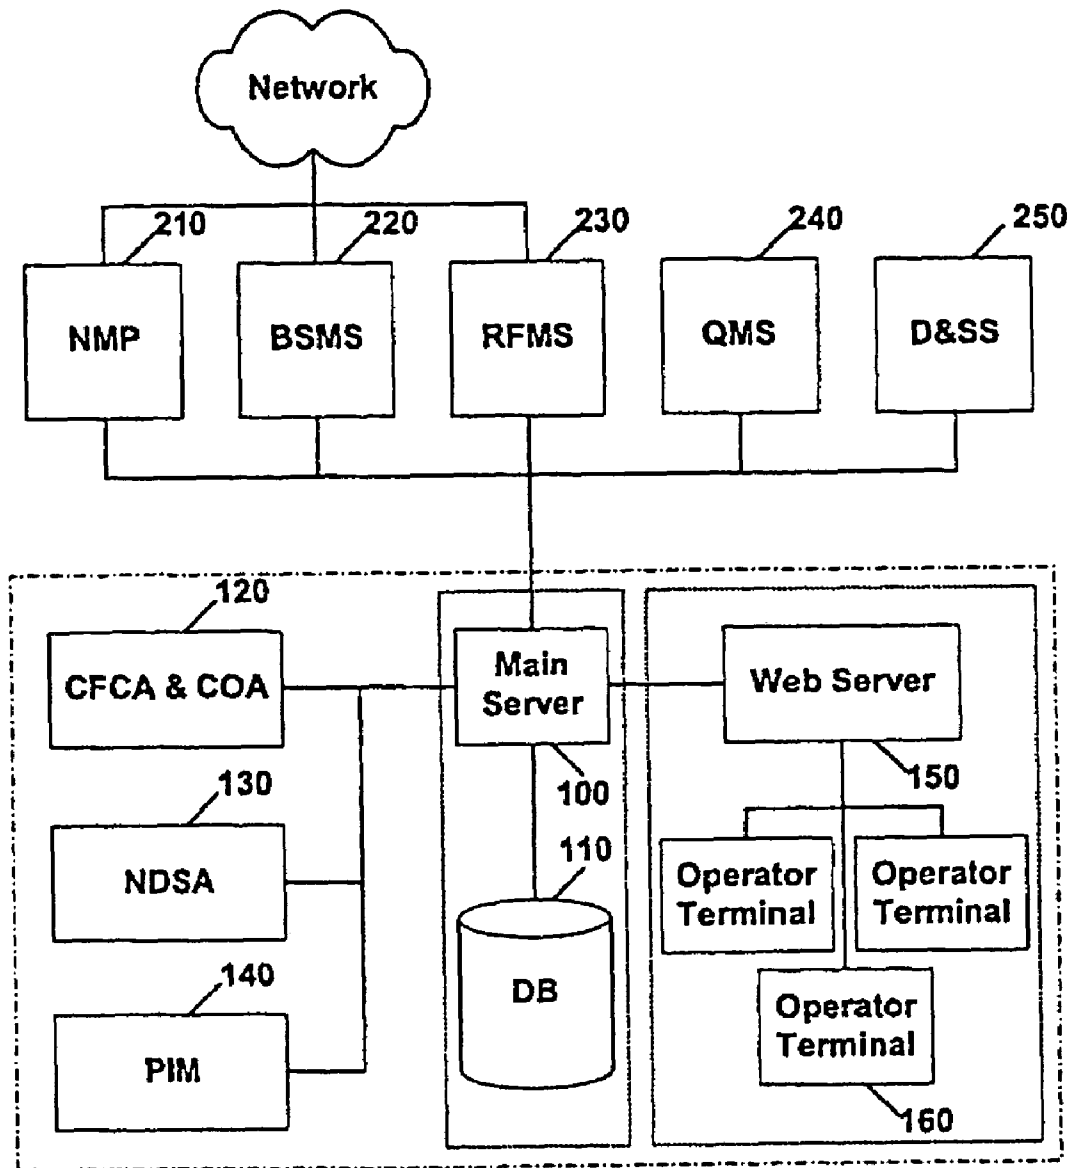 Network
210
220
230
240
250
NMP
BSMS
RFMS
QMS
D&SS
120
CFCA & COA
Main
Server
Web Server
100
150
130
NDSA
110
Operator
Terminal
Operator
Terminal
DB
140
PIM
Operator
Terminal
160